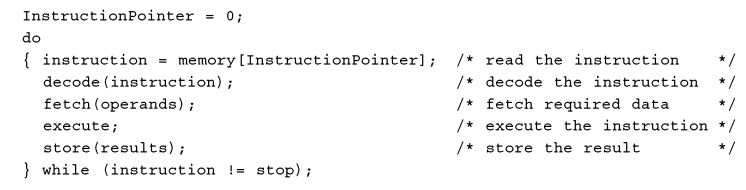 InstructionPointer = 0;
do
{ instruction = memory[InstructionPointer];  /* read the instruction    */
  decode(instruction);                       /* decode the instruction  */
  fetch(operands);                           /* fetch required data     */
  execute;                                   /* execute the instruction */
  store(results);                            /* store the result        */
} while (instruction != stop);